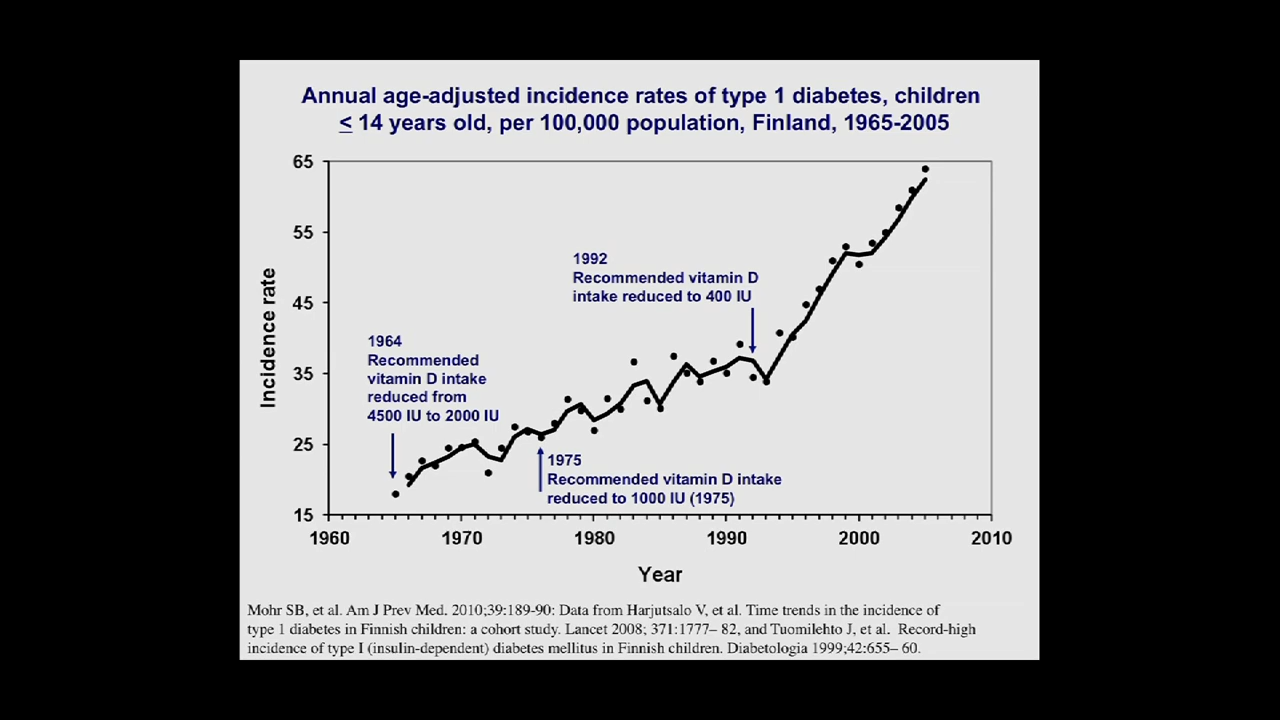 Annual age-adjusted incidence rates of type 1 diabetes, children
≤ 14 years old, per 100,000 population, Finland, 1965-2005
65
55
45
35
25
15
Incidence rate
1992
Recommended vitamin D
intake reduced to 400 IU
1964
Recommended
vitamin D intake
reduced from
4500 IU to 2000 IU
1975
Recommended vitamin D intake
reduced to 1000 IU (1975)
1960 1970 1980 1990 2000 2010
Year
Mohr SB, et al. Am J Prev Med. 2010;39:189-90: Data from Harjutsalo V, et al. Time trends in the incidence of
type 1 diabetes in Finnish children: a cohort study. Lancet 2008; 371:1777– 82, and Tuomilehto J, et al. Record-high
incidence of type I (insulin-dependent) diabetes mellitus in Finnish children. Diabetologia 1999;42:655– 60.